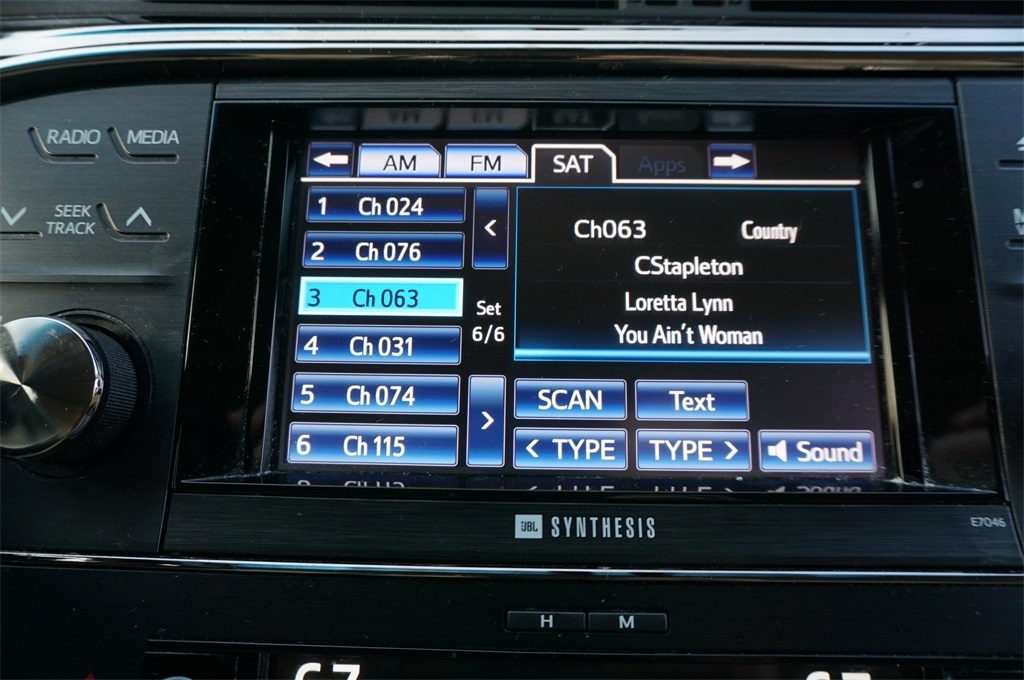 RADIO MEDIA
SEEK
TRACK
AM FM SAT Apps
1 Ch 024
2 Ch 076
3 Ch 063
4 Ch 031
5 Ch 074
6 Ch 115
<
Set
6/6
>
Ch063 Country
CStapleton
Loretta Lynn
You Ain't Woman
SCAN Text
< TYPE TYPE > Sound
JBL SYNTHESIS
E7046
H M